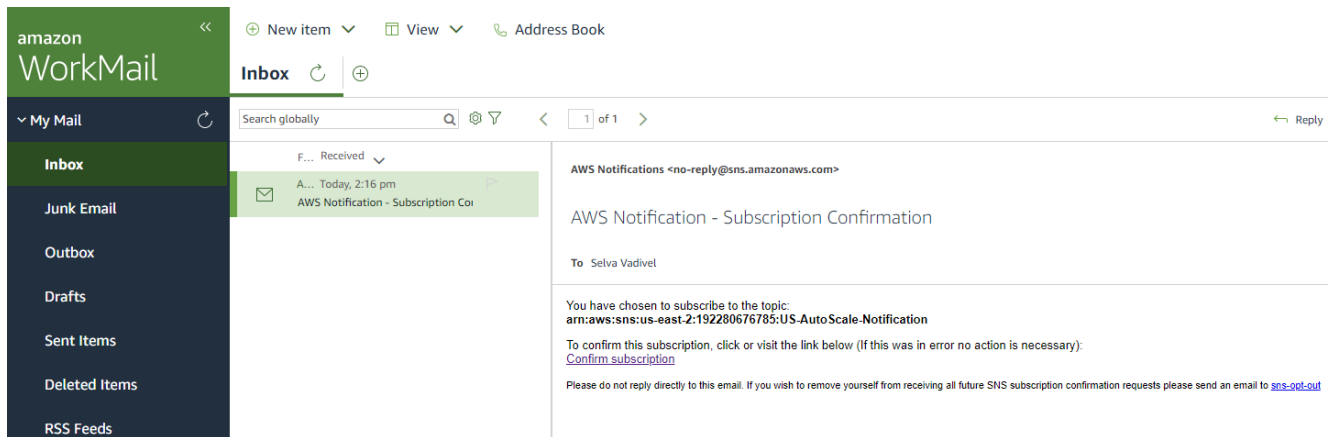 amazon
WorkMail
New item
View
Address Book
Inbox
My Mail
Inbox
Junk Email
Outbox
Drafts
Sent Items
Deleted Items
RSS Feeds
Search globally
1 of 1
Reply
F... Received
A... Today, 2:16 pm
AWS Notification - Subscription Co
AWS Notifications <no-reply@sns.amazonaws.com>
AWS Notification - Subscription Confirmation
To Selva Vadivel
You have chosen to subscribe to the topic:
arn:aws:sns:us-east-2:192280676785:US-AutoScale-Notification
To confirm this subscription, click or visit the link below (If this was in error no action is necessary):
Confirm subscription
Please do not reply directly to this email. If you wish to remove yourself from receiving all future SNS subscription confirmation requests please send an email to sns-opt-out